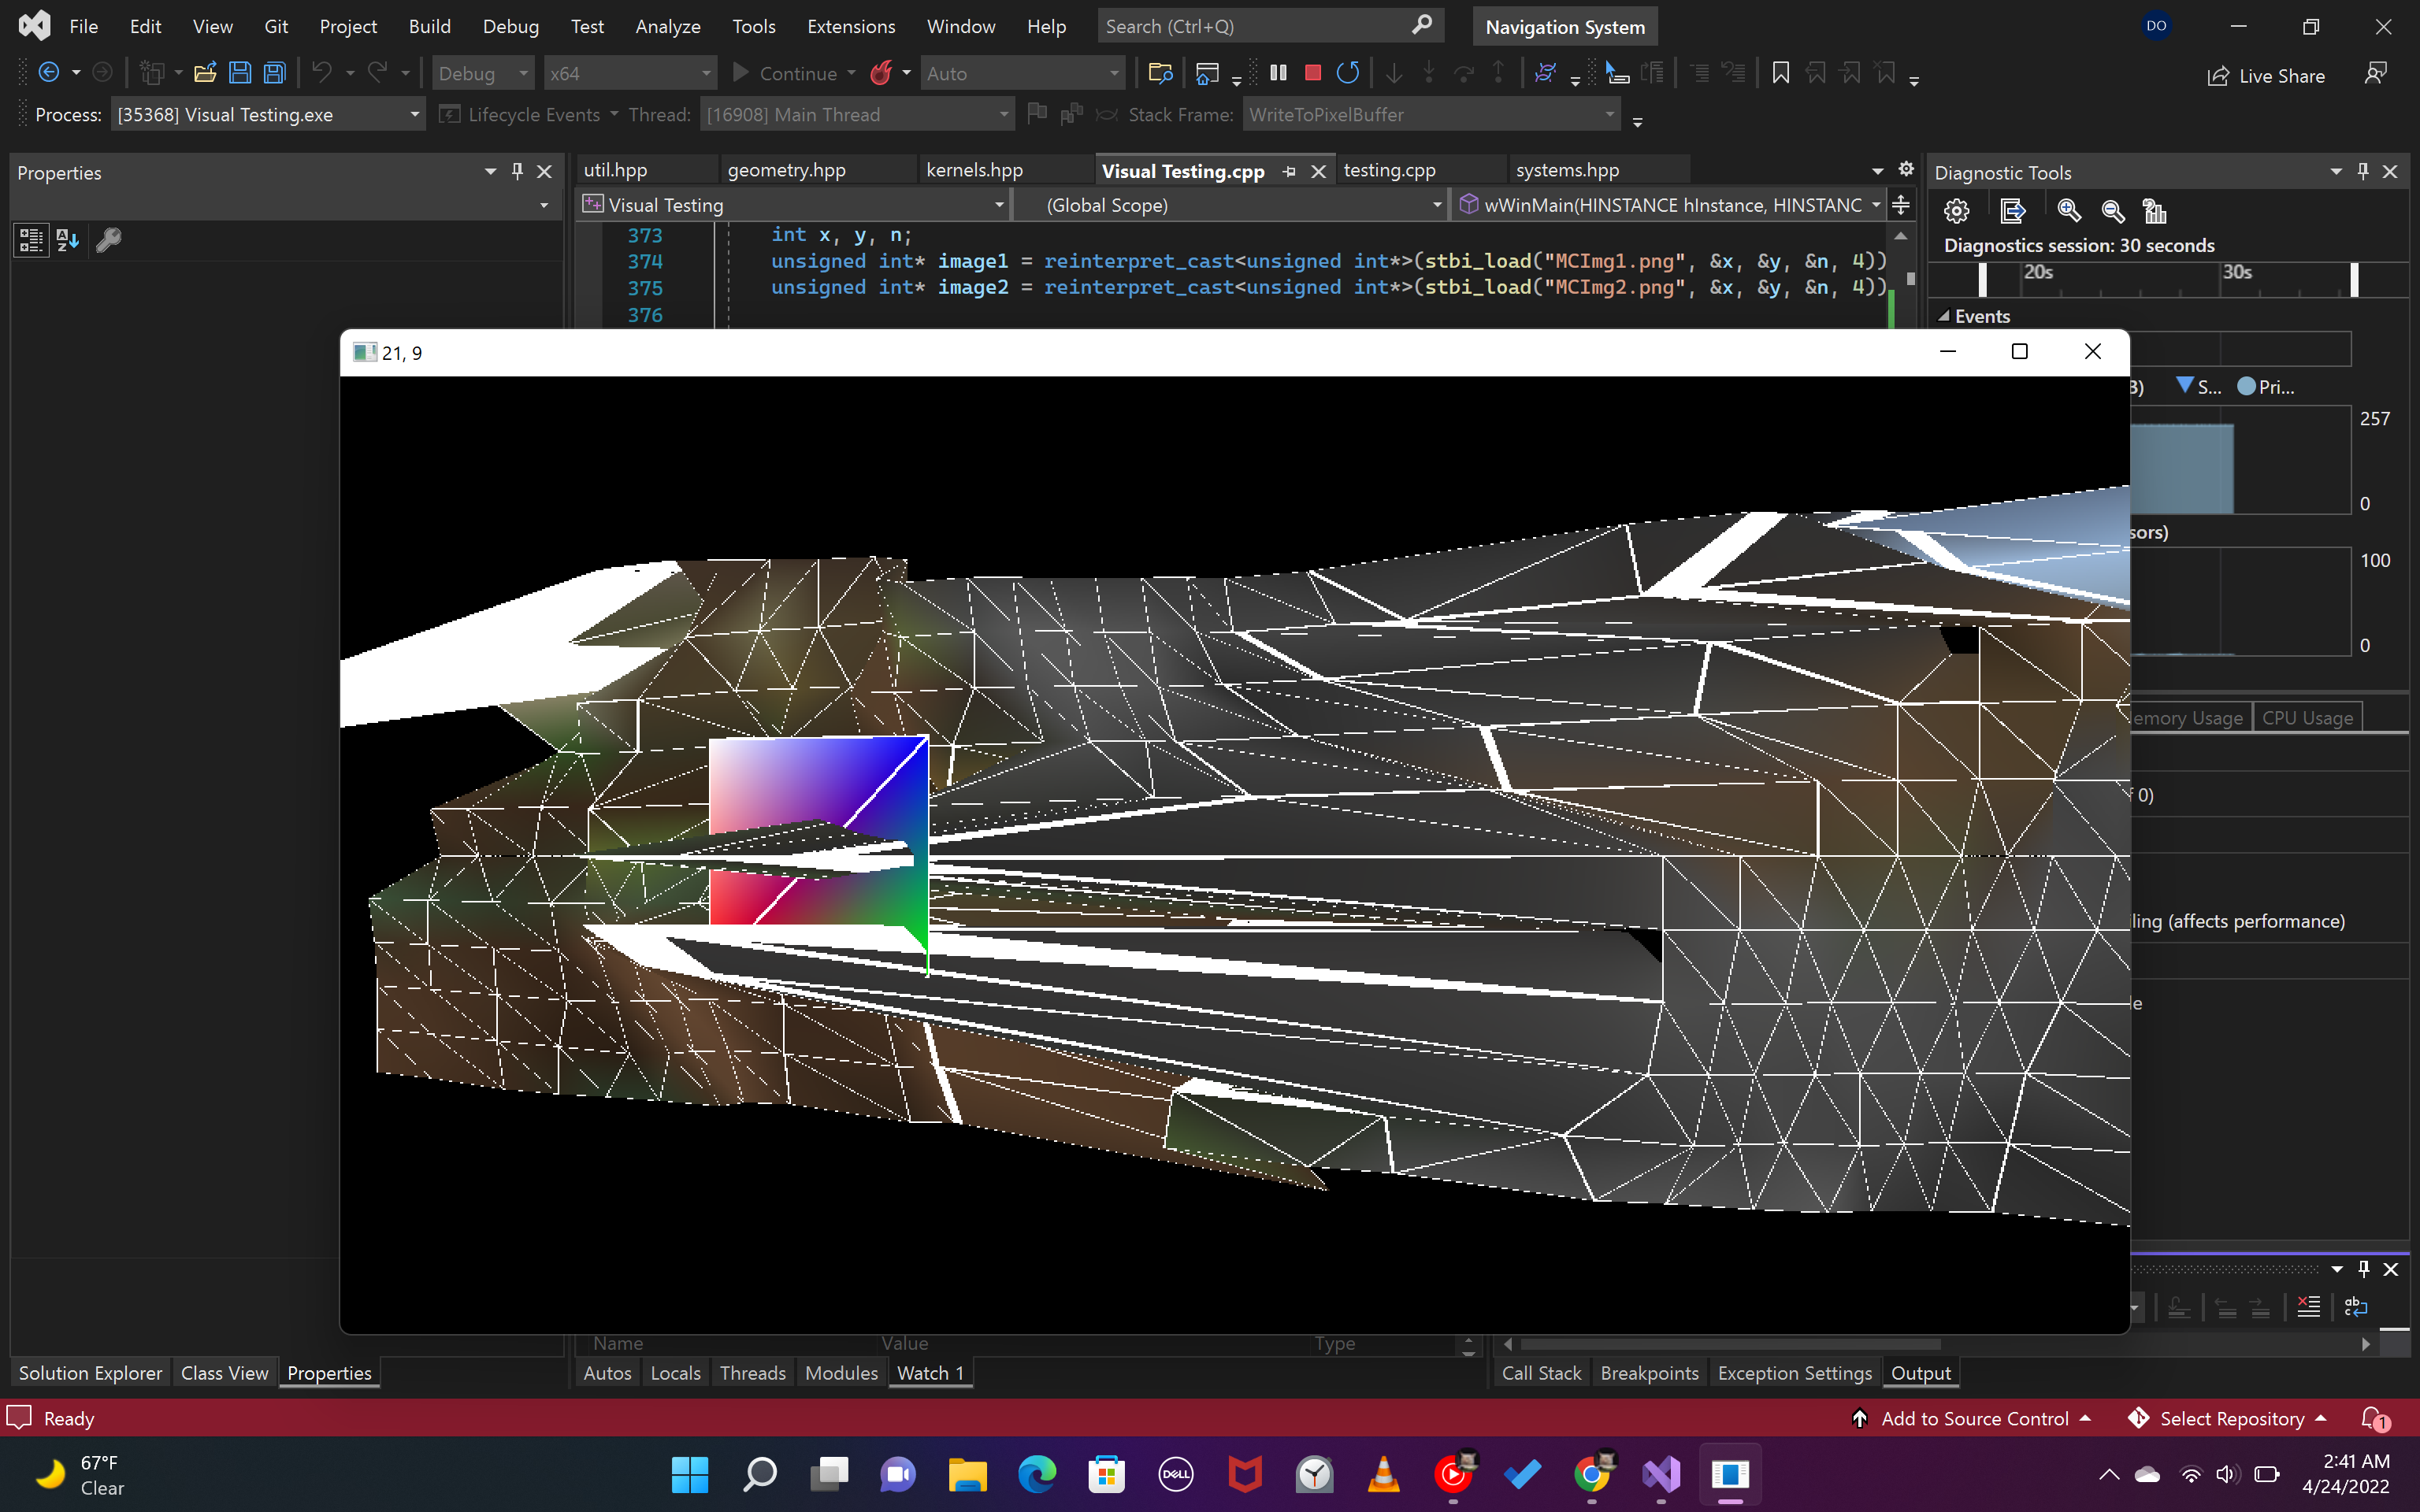 File Edit View Git Project Build Debug Test Analyze Tools Extensions Window Help Search (Ctrl+Q) Navigation System DO
Debug x64 Continue Auto Live Share
Process: [35368] Visual Testing.exe Lifecycle Events Thread: [16908] Main Thread Stack Frame: WriteToPixelBuffer
Properties
util.hpp geometry.hpp kernels.hpp Visual Testing.cpp testing.cpp systems.hpp
Diagnostic Tools
Visual Testing (Global Scope) wWinMain(HINSTANCE hInstance, HINSTANC
373 int x, y, n;
374 unsigned int* image1 = reinterpret_cast<unsigned int*>(stbi_load("MCImg1.png", &x, &y, &n, 4))
375 unsigned int* image2 = reinterpret_cast<unsigned int*>(stbi_load("MCImg2.png", &x, &y, &n, 4))
376
Diagnostics session: 30 seconds
20s 30s
Events
21, 9
B) S... Pri...
257
0
sors)
100
0
emory Usage CPU Usage
f 0)
ling (affects performance)
le
Name Value Type
Solution Explorer Class View Properties
Autos Locals Threads Modules Watch 1
Call Stack Breakpoints Exception Settings Output
Ready
Add to Source Control Select Repository 1
67°F
Clear
DELL
2:41 AM
4/24/2022